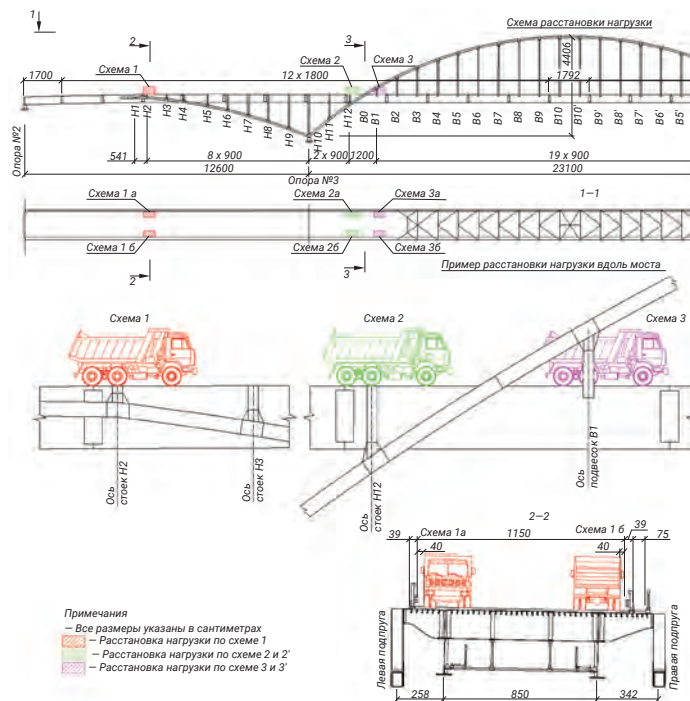 Схема расстановки нагрузки
1
2
3
Схема 1
Схема 2
Схема 3
4406
1700
12 x 1800
1792
H1
H2
H3
H4
H5
H6
H7
H8
H9
H10
H11
H12
B0
B1
B2
B3
B4
B5
B6
B7
B8
B9
B10
B10'
B9'
B8'
B7'
B6'
B5'
Опора №2
541
8 x 900
2 x 900
1200
19 x 900
12600
Опора №3
23100
Схема 1 а
Схема 2а
Схема 3а
1—1
Схема 1 б
Схема 2б
Схема 3б
2
3
Пример расстановки нагрузки вдоль моста
Схема 1
Схема 2
Схема 3
Ось
стоек H2
Ось
стоек H3
Ось
стоек H12
Ось
подвесок B1
2—2
39
Схема 1а
1150
Схема 1 б
39
75
40
40
Левая подпруга
Правая подпруга
258
850
342
Примечания
— Все размеры указаны в сантиметрах
— Расстановка нагрузки по схеме 1
— Расстановка нагрузки по схеме 2 и 2'
— Расстановка нагрузки по схеме 3 и 3'